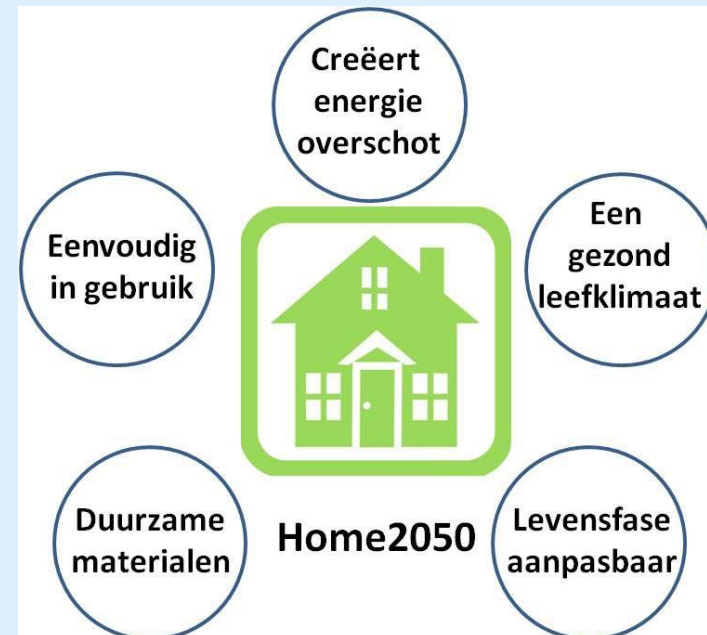 Creëert
energie
overschot
Eenvoudig
in gebruik
Een
gezond
leefklimaat
Duurzame
materialen
Home2050
Levensfase
aanpasbaar